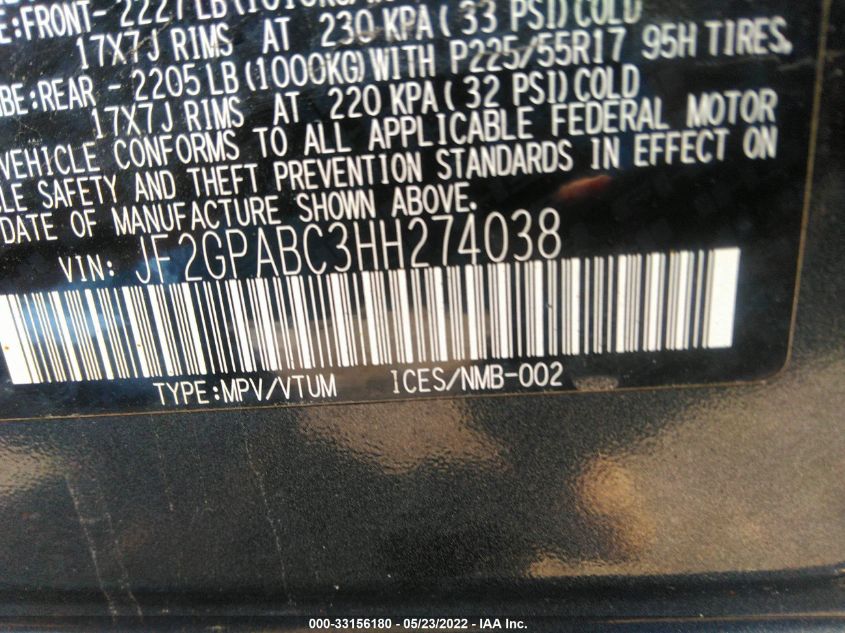 E:FRONT- 2227 LB
230 KPA ( 33 PSI) COLD
17X7J RIMS AT
BE:REAR - 2205 LB (1000KG) WITH P225/55R17 95H TIRES,
17X7J RIMS AT 220 KPA ( 32 PSI) COLD
VEHICLE CONFORMS TO ALL APPLICABLE FEDERAL MOTOR
LE SAFETY AND THEFT PREVENTION STANDARDS IN EFFECT ON
DATE OF MANUFACTURE SHOWN ABOVE.
VIN: JF2GPABC3HH274038
TYPE:MPV/VTUM ICES/NMB-002
000-33156180 - 05/23/2022 - IAA Inc.